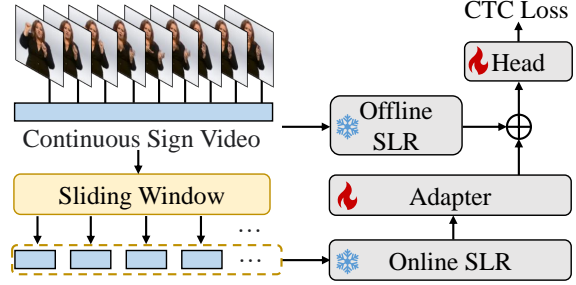 CTC Loss
Head
Offline
SLR
Continuous Sign Video
Sliding Window
Adapter
...
...
Online SLR